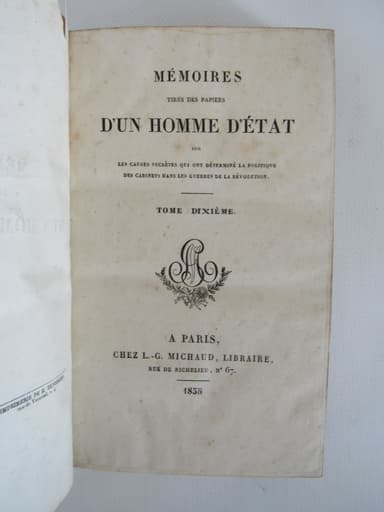 MÉMOIRES
TIRÉS DES PAPIERS
D'UN HOMME D'ÉTAT
SUR
LES CAUSES SECRÈTES QUI ONT DÉTERMINÉ LA POLITIQUE
DES CABINETS DANS LES GUERRES DE LA RÉVOLUTION.
TOME DIXIÈME.
A PARIS,
CHEZ L.-G. MICHAUD, LIBRAIRE,
RUE DE RICHELIEU, N° 67.